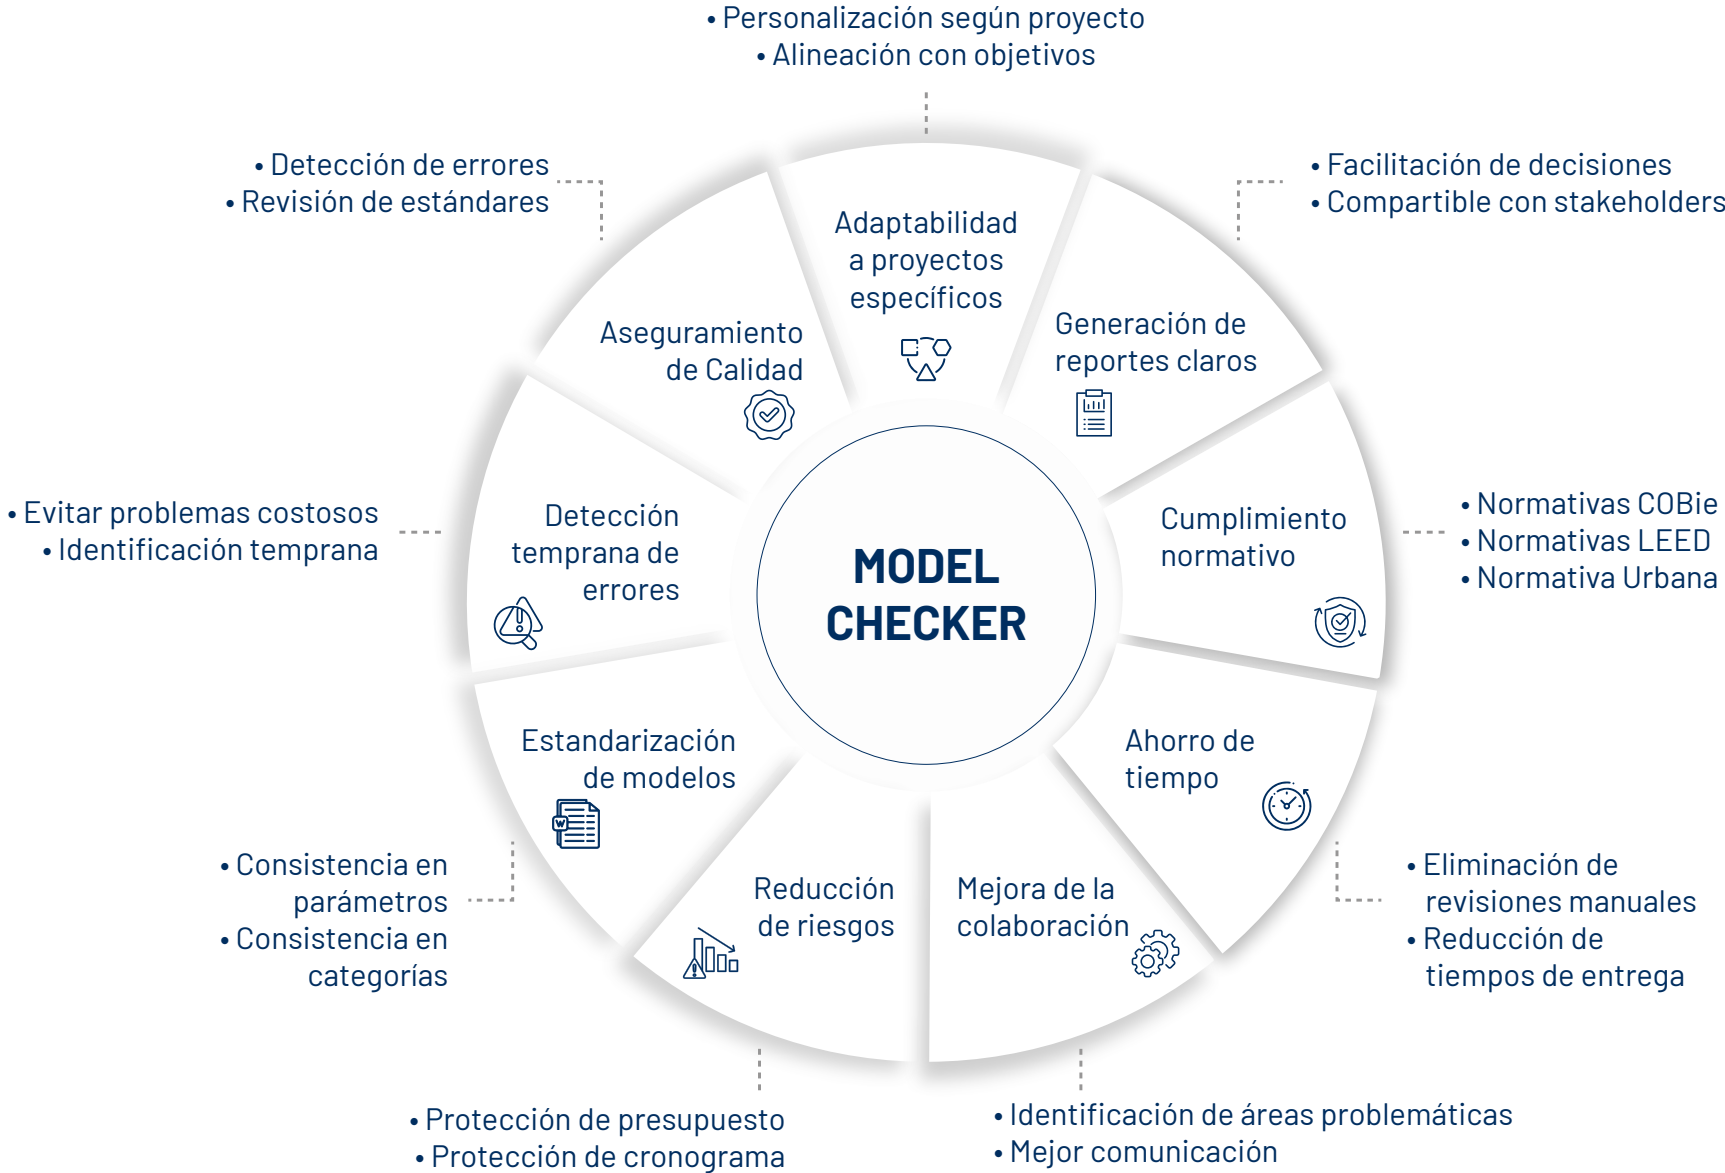 • Personalización según proyecto
• Alineación con objetivos
• Detección de errores
• Revisión de estándares
• Facilitación de decisiones
• Compartible con stakeholders
Adaptabilidad
a proyectos
específicos
Aseguramiento
de Calidad
Generación de
reportes claros
• Evitar problemas costosos
• Identificación temprana
Detección
temprana de
errores
MODEL
CHECKER
Cumplimiento
normativo
• Normativas COBie
• Normativas LEED
• Normativa Urbana
Estandarización
de modelos
W
Ahorro de
tiempo
• Consistencia en
parámetros
• Consistencia en
categorías
Reducción
de riesgos
Mejora de la
colaboración
• Eliminación de
revisiones manuales
• Reducción de
tiempos de entrega
• Protección de presupuesto
• Protección de cronograma
• Identificación de áreas problemáticas
• Mejor comunicación